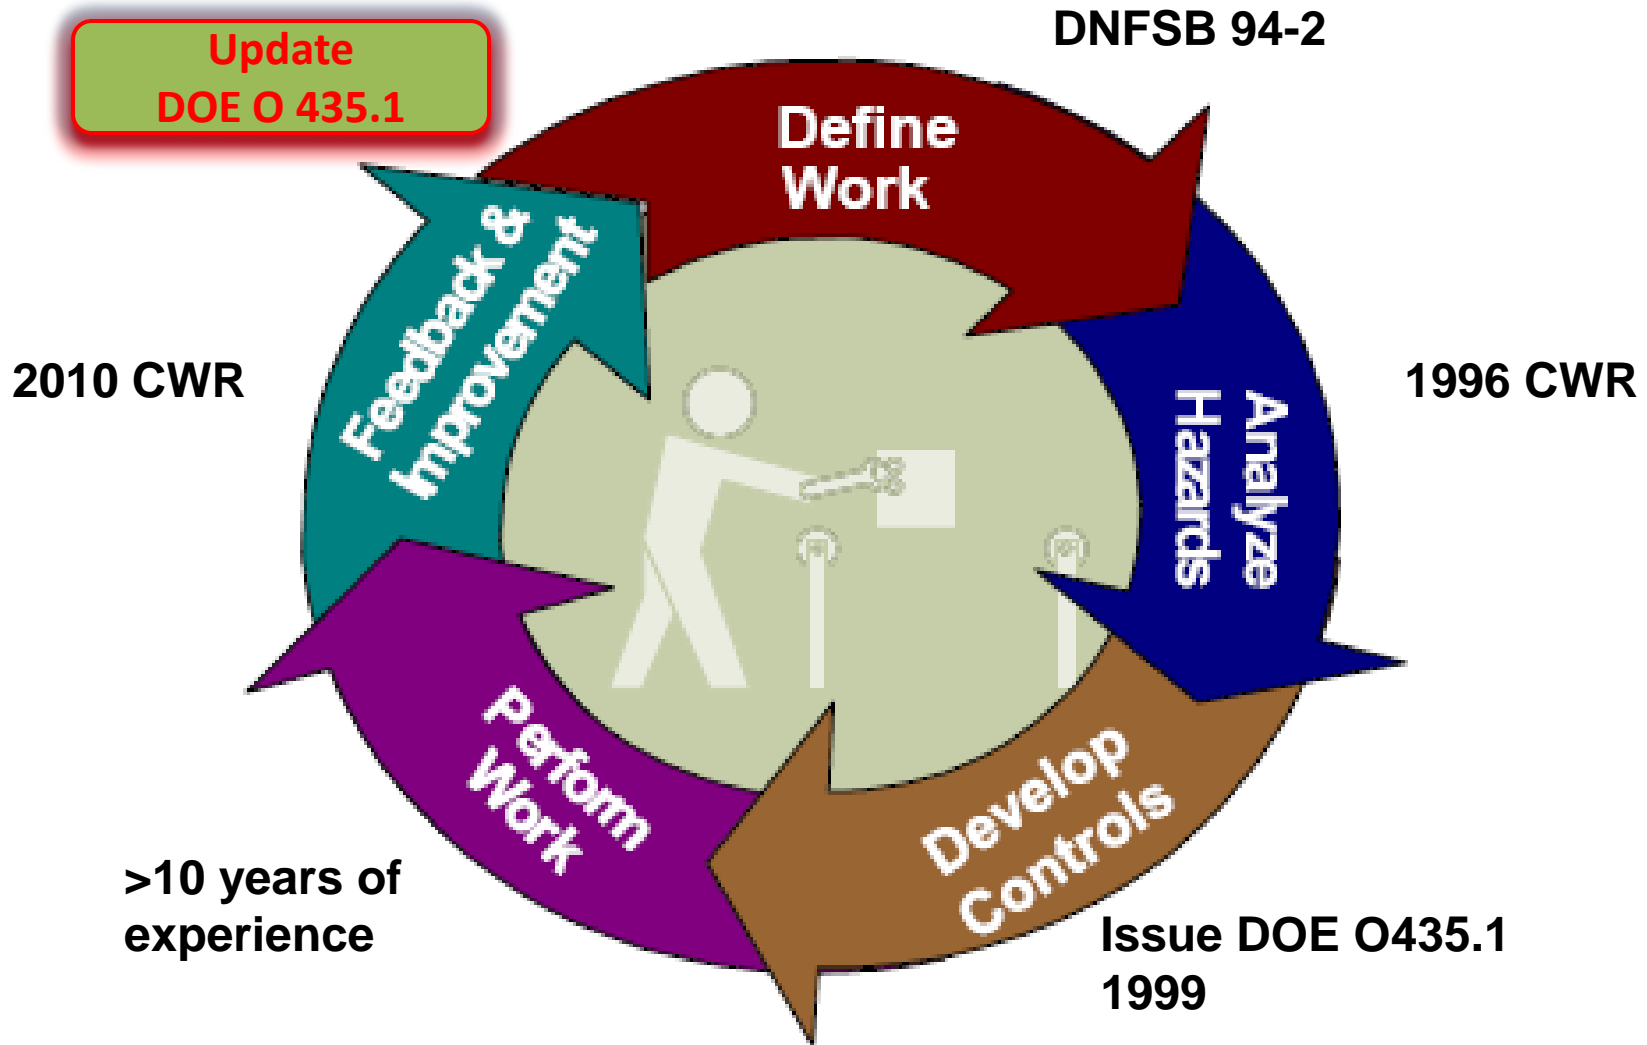 Update
DOE O 435.1
DNFSB 94-2
Define
Work
1996 CWR
Analyze
Hazards
Develop
Controls
Issue DOE O435.1
1999
Perform
Work
>10 years of
experience
2010 CWR
Feedback &
Improvement